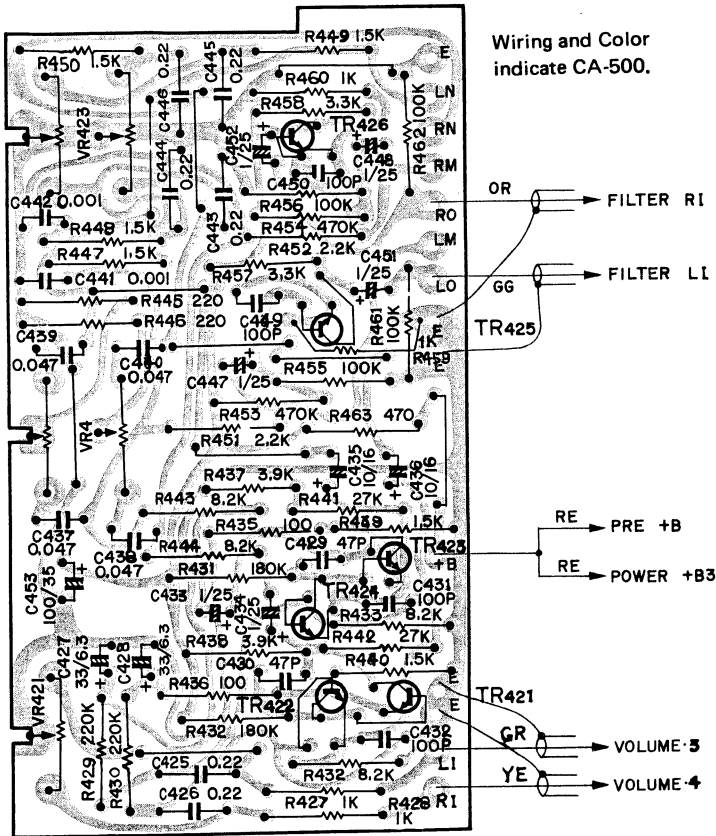 Wiring and Color
indicate CA-500.
R449 1.5K
E
R450 1.5K
C446 0.22
C445 0.22
R460 1K
LN
R458 3.3K
100K
R462
RN
VR423
C452 1/25
TR426
C448 1/25
RM
C444 0.22
C450 100P
C442 0.001
R456 100K
OR
FILTER RI
RO
C443 0.22
R454 470K
R448 1.5K
R452 2.2K
LM
R447 1.5K
R457 3.3K
C451 1/25
C441 0.001
LO
GG
FILTER LI
R445 220
C449 100P
R461 100K
R446 220
TR425
E
C439 0.047
C440 0.047
1K
R459
R455 100K
E
C447 1/25
R453 470K
R463 470
VR4
R451 2.2K
C435 10/16
C436 10/16
R437 3.9K
R443 8.2K
R441 27K
R435 100
R439 1.5K
C437 0.047
C438 0.047
R444 8.2K
C429 47P
TR423
RE
PRE +B
+B
RE
POWER +B3
R431 180K
C453 100/35
C433 1/25
C434 1/25
TR424
C431 100P
R433 8.2K
R442 27K
R438 3.9K
R440 1.5K
C427 33/6.3
C428 33/6.3
C430 47P
E
R436 100
TR422
E
TR421
VR421
R432 180K
C432 100P
GR
VOLUME·3
R429 220K
R430 220K
C425 0.22
LI
R432 8.2K
YE
VOLUME·4
C426 0.22
R427 1K
R428 1K
RI